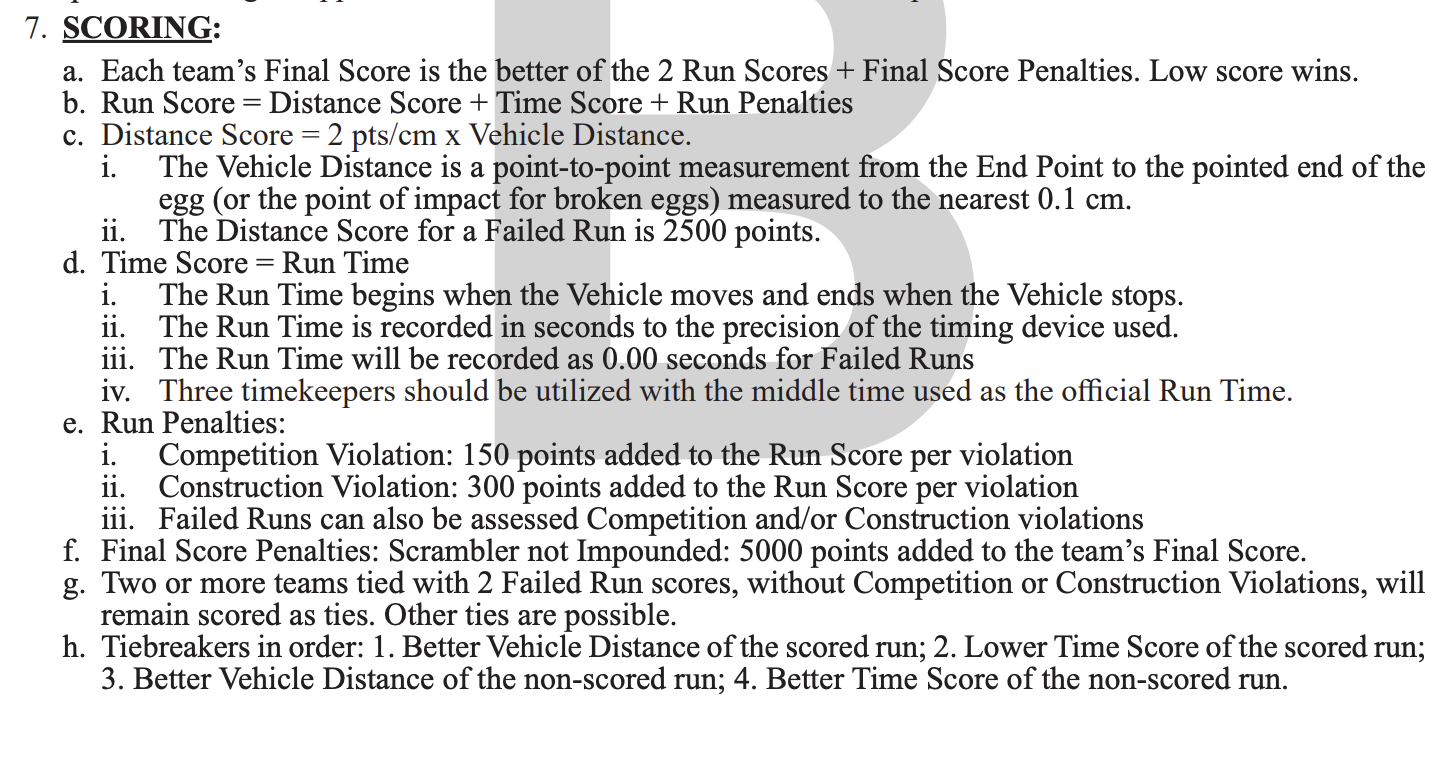 7. SCORING:
a. Each team's Final Score is the better of the 2 Run Scores + Final Score Penalties. Low score wins.
b. Run Score = Distance Score + Time Score + Run Penalties
c. Distance Score = 2 pts/cm x Vehicle Distance.
i. The Vehicle Distance is a point-to-point measurement from the End Point to the pointed end of the
egg (or the point of impact for broken eggs) measured to the nearest 0.1 cm.
ii. The Distance Score for a Failed Run is 2500 points.
d. Time Score = Run Time
i. The Run Time begins when the Vehicle moves and ends when the Vehicle stops.
ii. The Run Time is recorded in seconds to the precision of the timing device used.
iii. The Run Time will be recorded as 0.00 seconds for Failed Runs
iv. Three timekeepers should be utilized with the middle time used as the official Run Time.
e. Run Penalties:
i. Competition Violation: 150 points added to the Run Score per violation
ii. Construction Violation: 300 points added to the Run Score per violation
iii. Failed Runs can also be assessed Competition and/or Construction violations
f. Final Score Penalties: Scrambler not Impounded: 5000 points added to the team's Final Score.
g. Two or more teams tied with 2 Failed Run scores, without Competition or Construction Violations, will
remain scored as ties. Other ties are possible.
h. Tiebreakers in order: 1. Better Vehicle Distance of the scored run; 2. Lower Time Score of the scored run;
3. Better Vehicle Distance of the non-scored run; 4. Better Time Score of the non-scored run.
B